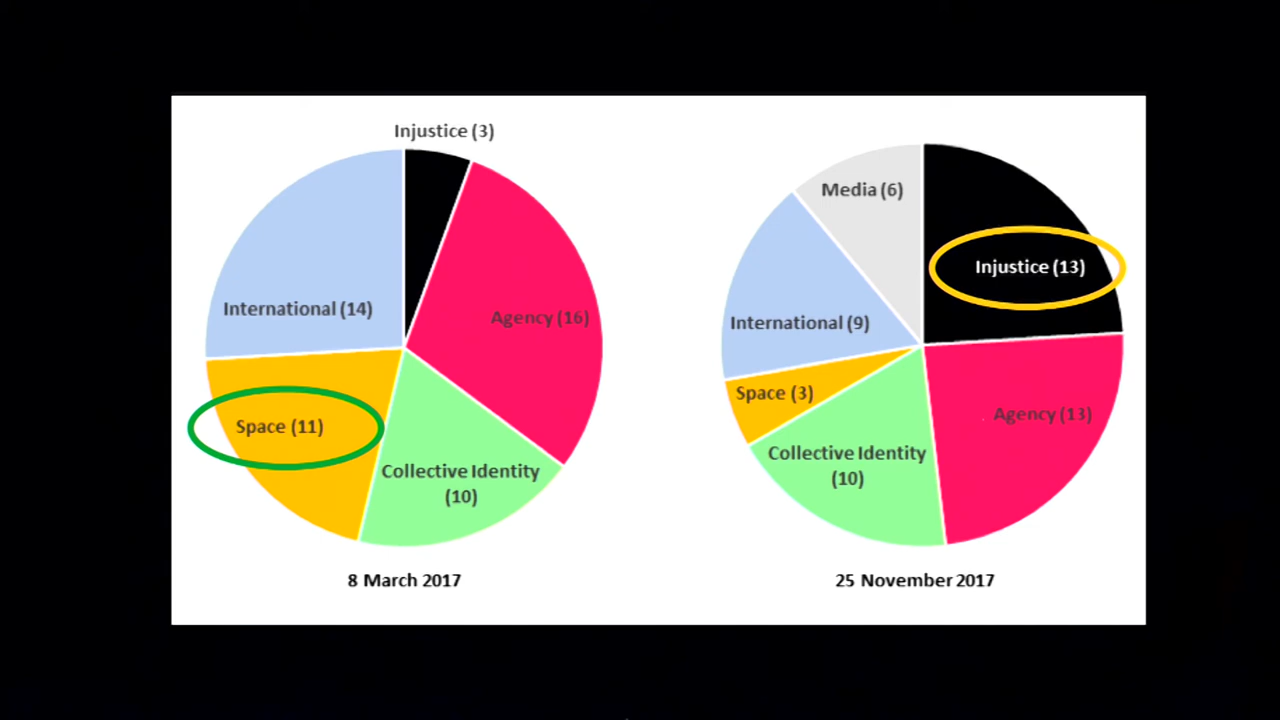 Injustice (3)
International (14)
Agency (16)
Space (11)
Collective Identity
(10)
8 March 2017
Media (6)
Injustice (13)
International (9)
Space (3)
Agency (13)
Collective Identity
(10)
25 November 2017